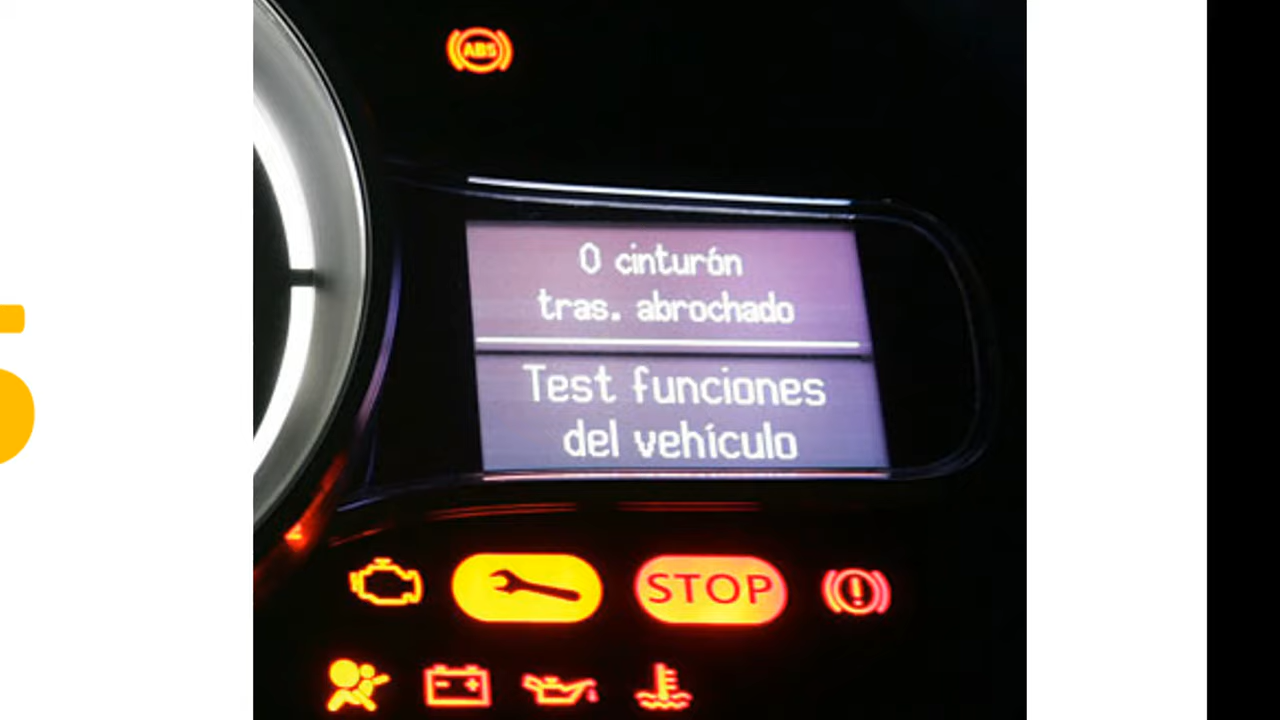 ABS
0 cinturón
tras. abrochado
Test funciones
del vehículo
STOP